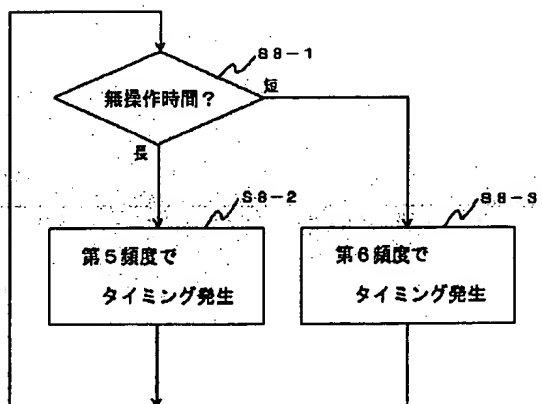 S8-1
無操作時間?
短
長
S8-2
S8-3
第5頻度で
タイミング発生
第6頻度で
タイミング発生